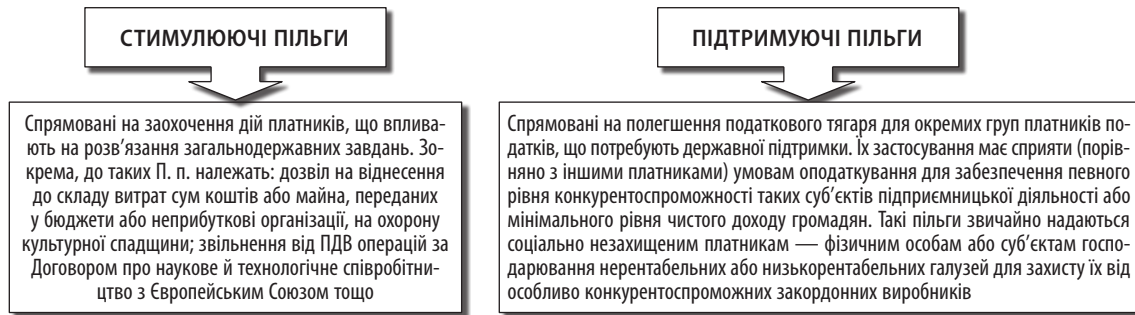 СТИМУЛЮЮЧІ ПІЛЬГИ
Спрямовані на заохочення дій платників, що вплива-
ють на розв’язання загальнодержавних завдань. Зо-
крема, до таких П. п. належать: дозвіл на віднесення
до складу витрат сум коштів або майна, переданих
у бюджети або неприбуткові організації, на охорону
культурної спадщини; звільнення від ПДВ операцій за
Договором про наукове й технологічне співробітни-
цтво з Європейським Союзом тощо
ПІДТРИМУЮЧІ ПІЛЬГИ
Спрямовані на полегшення податкового тягаря для окремих груп платників по-
датків, що потребують державної підтримки. Їх застосування має сприяти (порів-
няно з іншими платниками) умовам оподаткування для забезпечення певного
рівня конкурентоспроможності таких суб’єктів підприємницької діяльності або
мінімального рівня чистого доходу громадян. Такі пільги звичайно надаються
соціально незахищеним платникам — фізичним особам або суб’єктам госпо-
дарювання нерентабельних або низькорентабельних галузей для захисту їх від
особливо конкурентоспроможних закордонних виробників